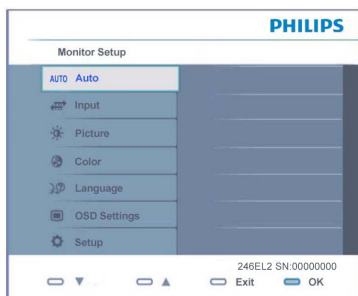 PHILIPS
Monitor Setup
AUTO Auto
Input
Picture
Color
Language
OSD Settings
Setup
246EL2 SN:00000000
Exit OK